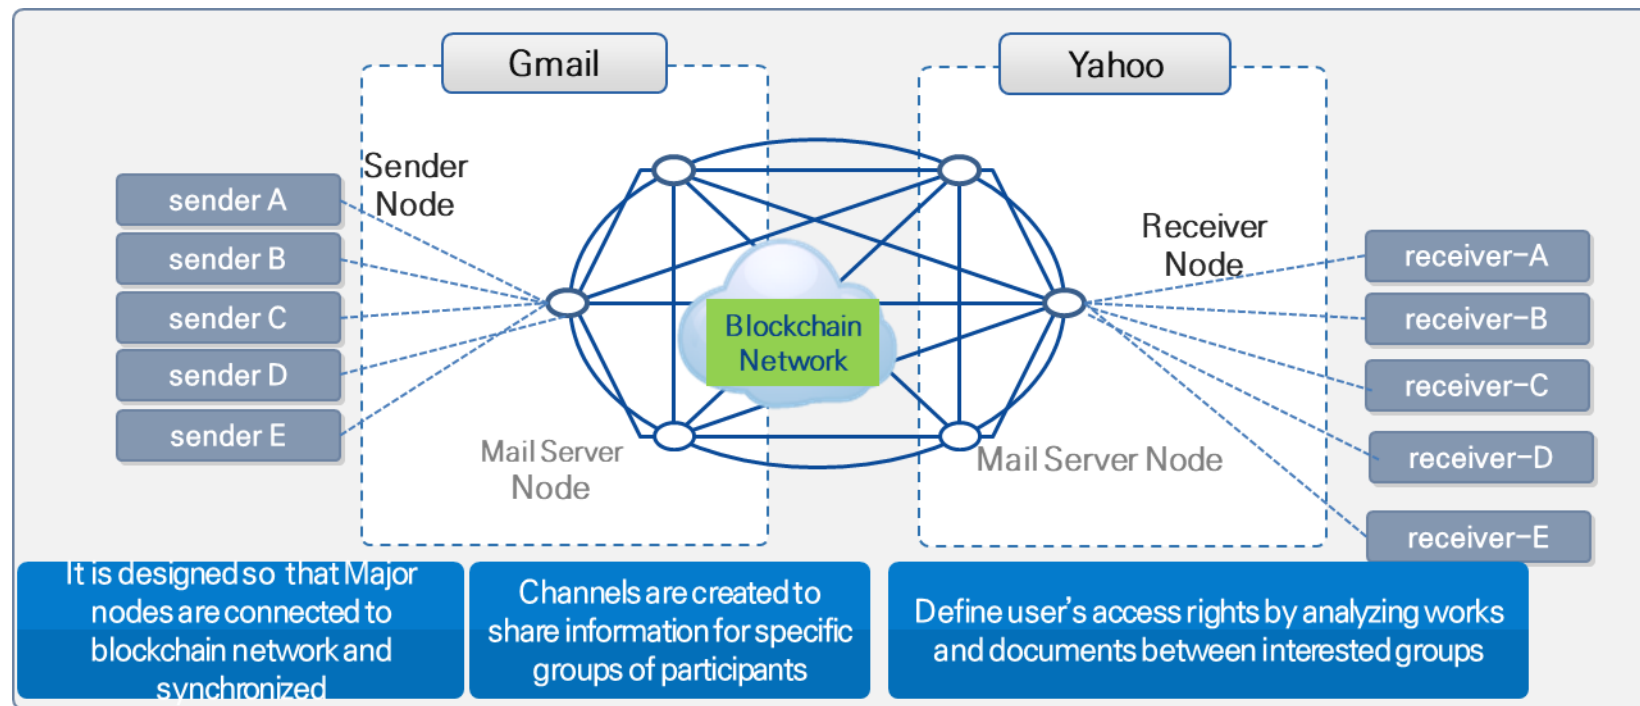 Gmail
Yahoo
Sender
Node
sender A
sender B
sender C
sender D
sender E
Blockchain
Network
Receiver
Node
receiver-A
receiver-B
receiver-C
receiver-D
receiver-E
Mail Server
Node
Mail Server Node
It is designed so that Major
nodes are connected to
blockchain network and
synchronized
Channels are created to
share information for specific
groups of participants
Define user's access rights by analyzing works
and documents between interested groups